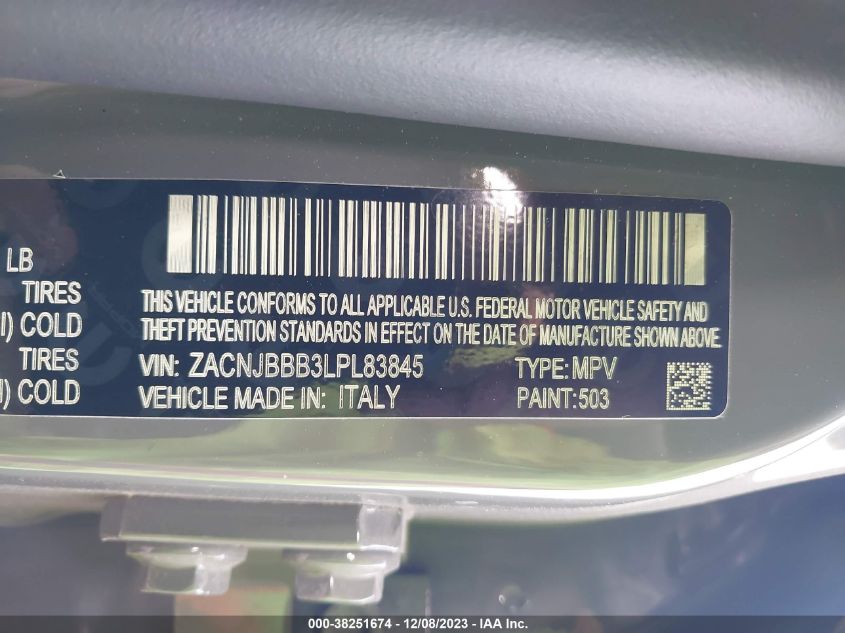 LB
TIRES
I) COLD
TIRES
I) COLD
THIS VEHICLE CONFORMS TO ALL APPLICABLE U.S. FEDERAL MOTOR VEHICLE SAFETY AND
THEFT PREVENTION STANDARDS IN EFFECT ON THE DATE OF MANUFACTURE SHOWN ABOVE.
VIN: ZACNJBBB3LPL83845 TYPE: MPV
VEHICLE MADE IN: ITALY PAINT: 503
000-38251674 - 12/08/2023 - IAA Inc.